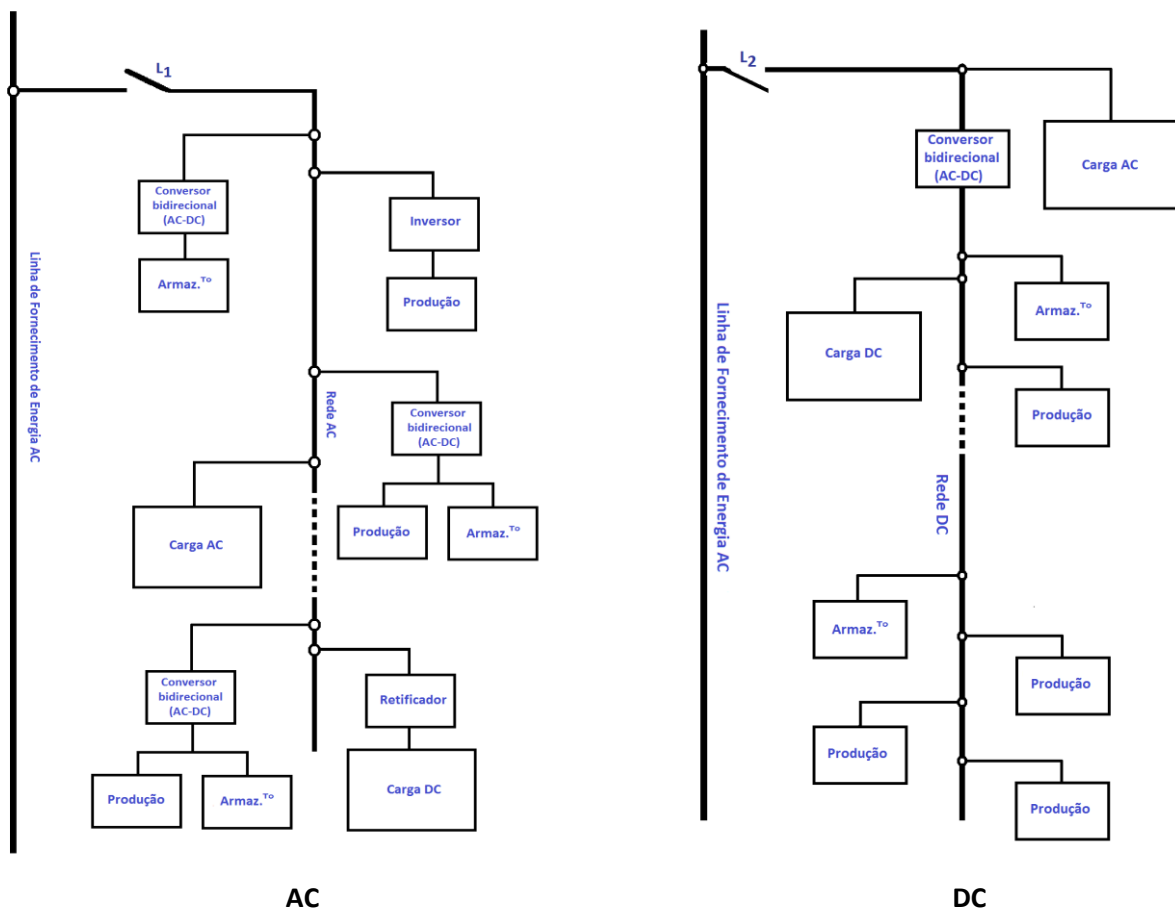 L1
Conversor
bidirecional
(AC-DC)
Armaz.To
Inversor
Produção
Linha de Fornecimento de Energia AC
Rede AC
Conversor
bidirecional
(AC-DC)
Produção
Armaz.To
Carga AC
Conversor
bidirecional
(AC-DC)
Produção
Armaz.To
Retificador
Carga DC
AC
L2
Conversor
bidirecional
(AC-DC)
Carga AC
Armaz.To
Carga DC
Produção
Linha de Fornecimento de Energia AC
Rede DC
Armaz.To
Produção
Produção
Produção
DC